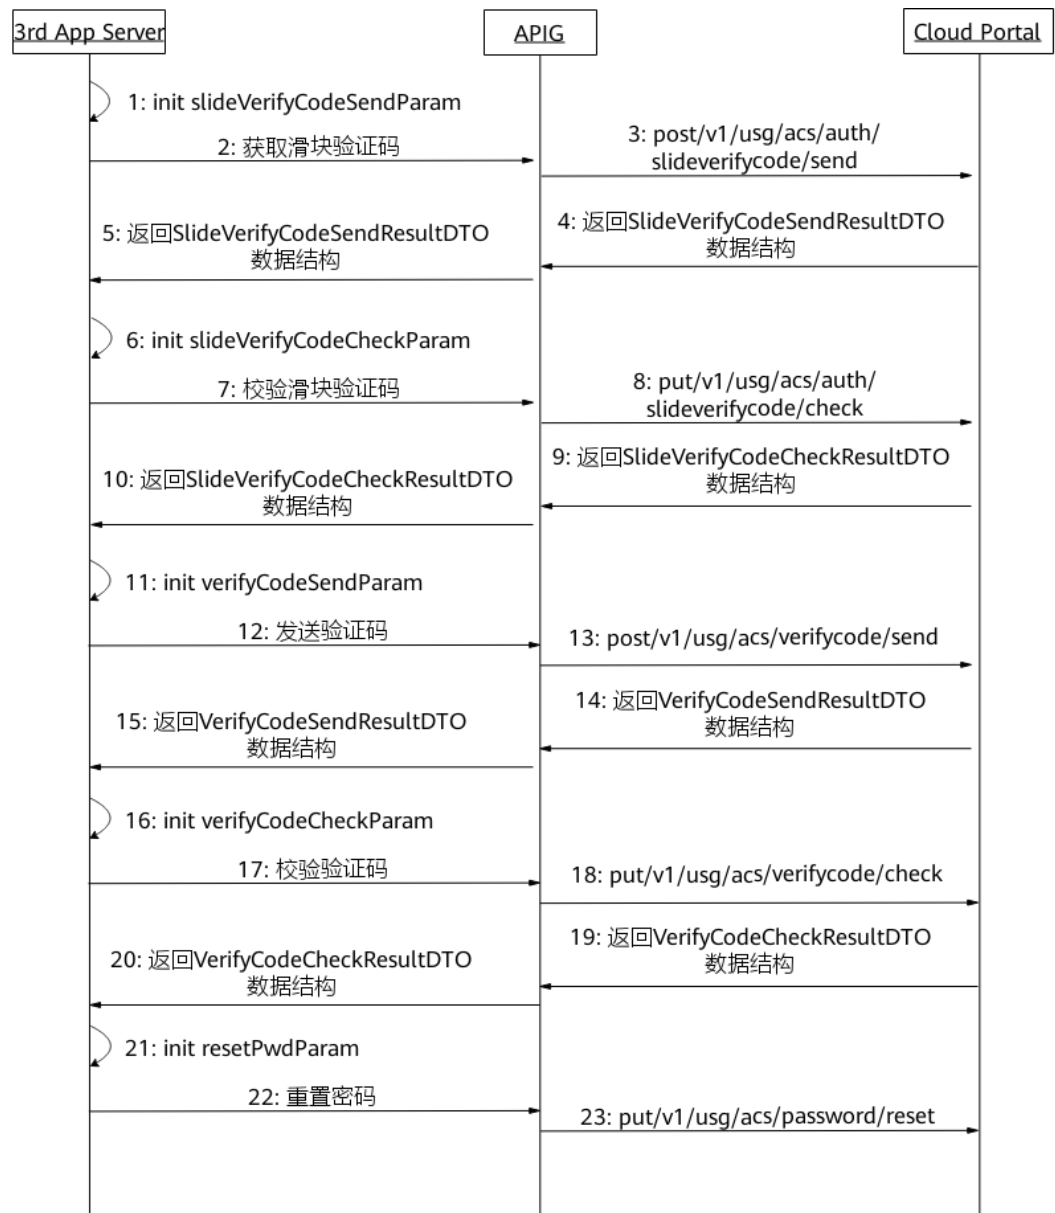 3rd App Server
APIG
Cloud Portal
1: init slideVerifyCodeSendParam
2: 获取滑块验证码
3: post/v1/usg/acs/auth/
slideverifycode/send
4: 返回SlideVerifyCodeSendResultDTO
数据结构
5: 返回SlideVerifyCodeSendResultDTO
数据结构
6: init slideVerifyCodeCheckParam
7: 校验滑块验证码
8: put/v1/usg/acs/auth/
slideverifycode/check
9: 返回SlideVerifyCodeCheckResultDTO
数据结构
10: 返回SlideVerifyCodeCheckResultDTO
数据结构
11: init verifyCodeSendParam
12: 发送验证码
13: post/v1/usg/acs/verifycode/send
14: 返回VerifyCodeSendResultDTO
数据结构
15: 返回VerifyCodeSendResultDTO
数据结构
16: init verifyCodeCheckParam
17: 校验验证码
18: put/v1/usg/acs/verifycode/check
19: 返回VerifyCodeCheckResultDTO
数据结构
20: 返回VerifyCodeCheckResultDTO
数据结构
21: init resetPwdParam
22: 重置密码
23: put/v1/usg/acs/password/reset